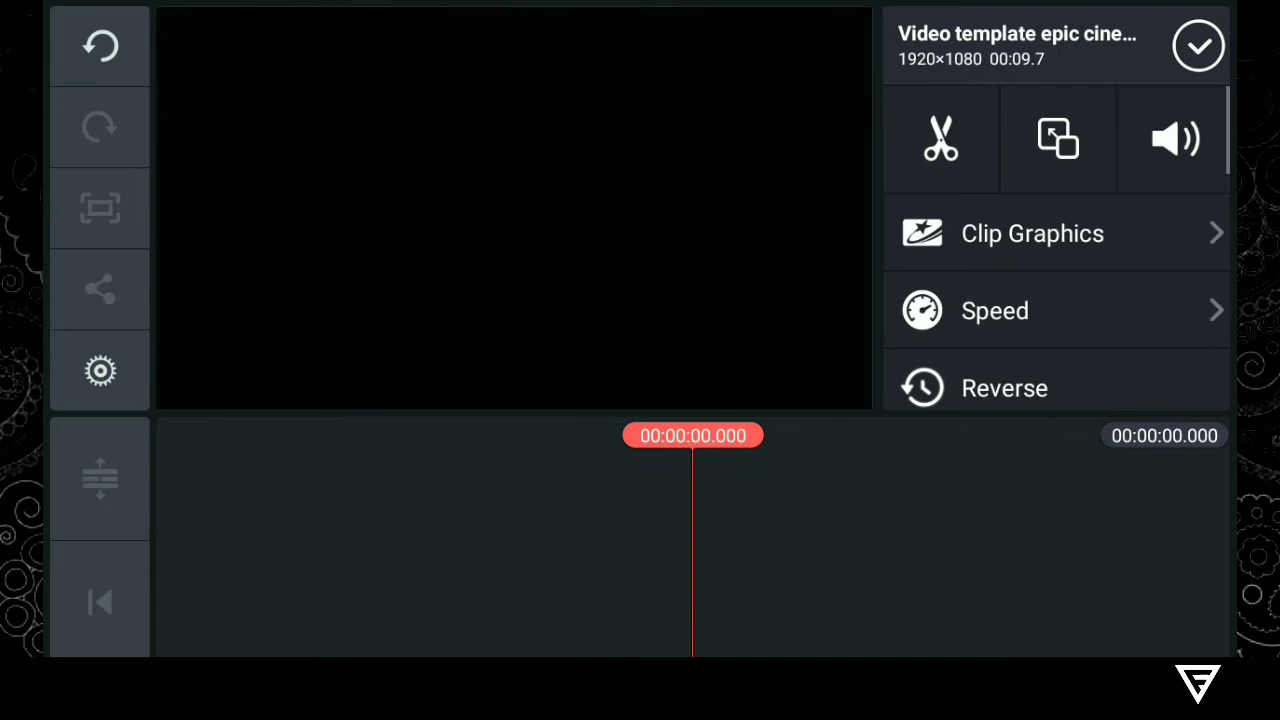 Video template epic cine...
1920×1080 00:09.7
Clip Graphics
Speed
Reverse
00:00:00.000
00:00:00.000